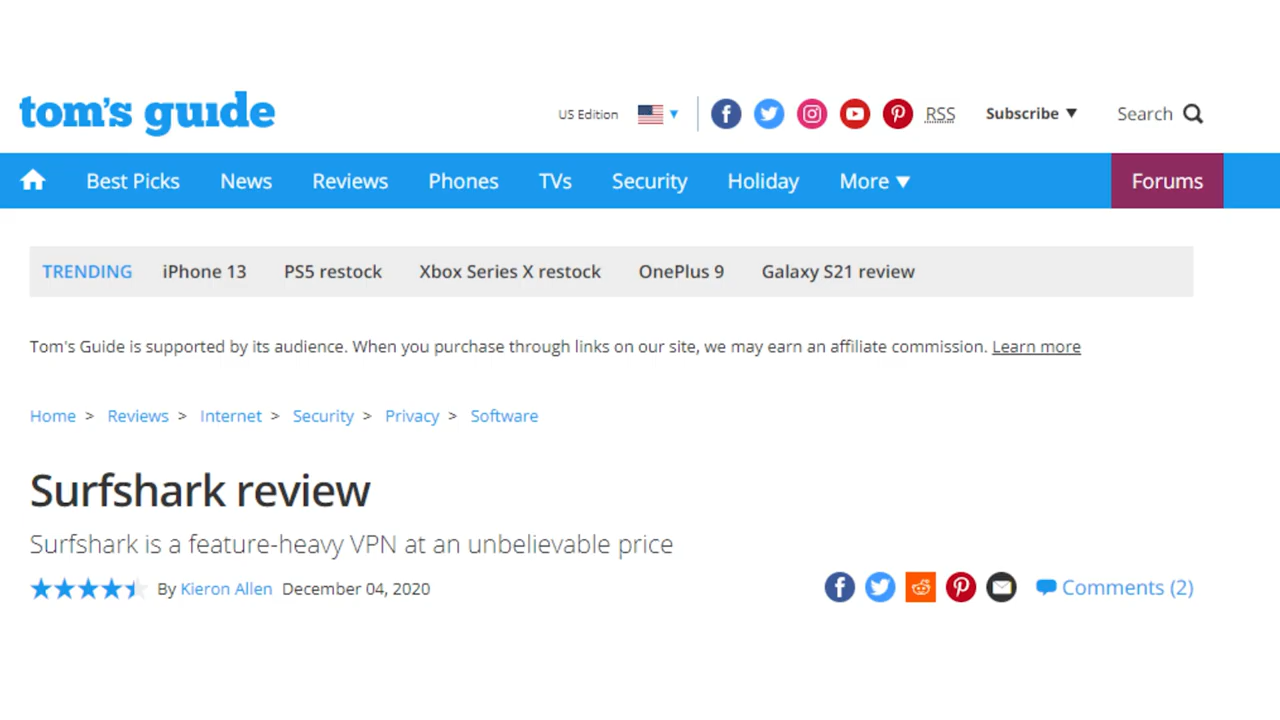 tom's guide
US Edition
RSS
Subscribe
Search
Best Picks
News
Reviews
Phones
TVs
Security
Holiday
More
Forums
TRENDING
iPhone 13
PS5 restock
Xbox Series X restock
OnePlus 9
Galaxy S21 review
Tom's Guide is supported by its audience. When you purchase through links on our site, we may earn an affiliate commission. Learn more
Home > Reviews > Internet > Security > Privacy > Software
Surfshark review
Surfshark is a feature-heavy VPN at an unbelievable price
By Kieron Allen December 04, 2020
Comments (2)